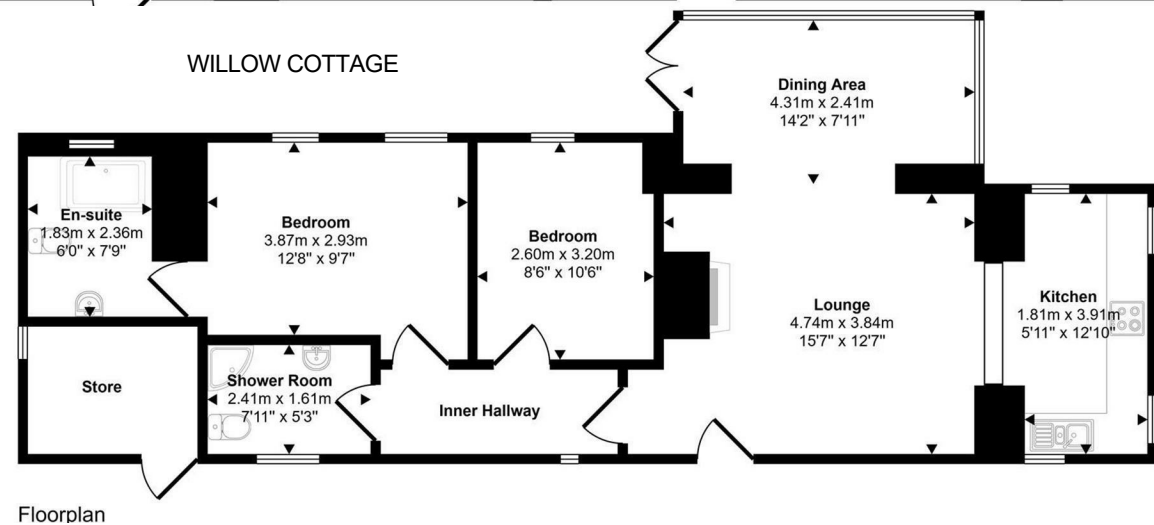 WILLOW COTTAGE
Dining Area
4.31m x 2.41m
14'2" x 7'11"
En-suite
1.83m x 2.36m
6'0" x 7'9"
Bedroom
3.87m x 2.93m
12'8" x 9'7"
Bedroom
2.60m x 3.20m
8'6" x 10'6"
Lounge
4.74m x 3.84m
15'7" x 12'7"
Kitchen
1.81m x 3.91m
5'11" x 12'10"
Store
Shower Room
2.41m x 1.61m
7'11" x 5'3"
Inner Hallway
Floorplan